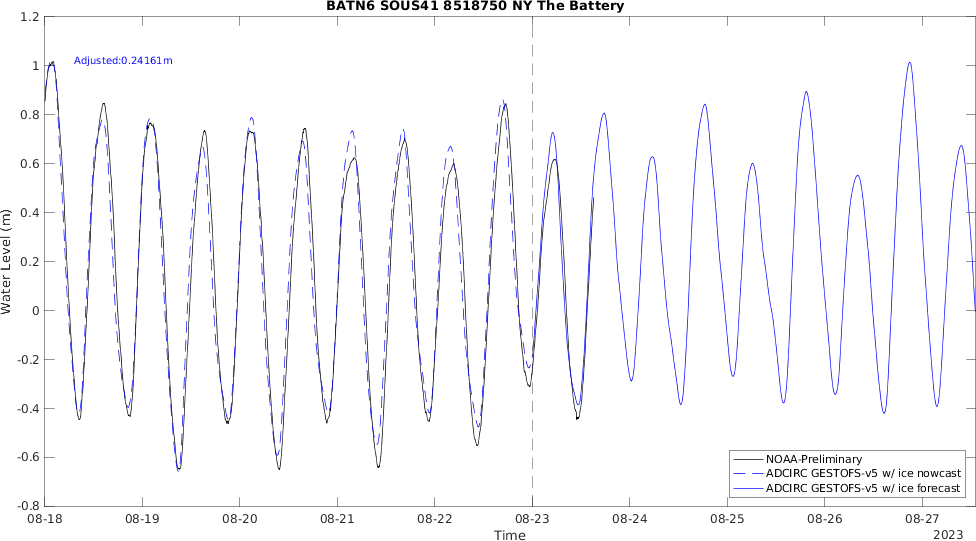 BATN6 SOUS41 8518750 NY The Battery
1.2
1
0.8
0.6
0.4
0.2
0
-0.2
-0.4
-0.6
-0.8
Water Level (m)
Adjusted:0.24161m
NOAA-Preliminary
ADCIRC GESTOFS-v5 w/ ice nowcast
ADCIRC GESTOFS-v5 w/ ice forecast
08-18 08-19 08-20 08-21 08-22 08-23 08-24 08-25 08-26 08-27
Time
2023